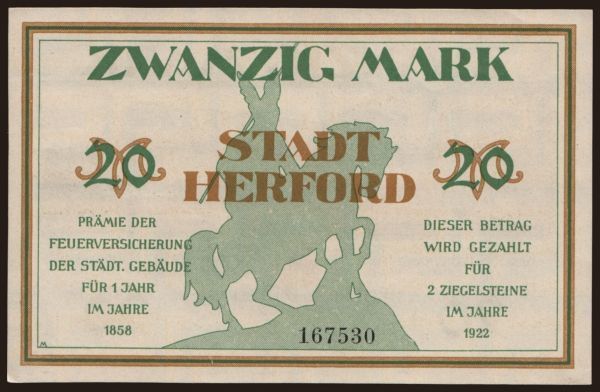 ZWANZIG MARK
STADT
HERFORD
20
20
PRÄMIE DER
FEUERVERSICHERUNG
DER STÄDT. GEBÄUDE
FÜR 1 JAHR
IM JAHRE
1858
DIESER BETRAG
WIRD GEZAHLT
FÜR
2 ZIEGELSTEINE
IM JAHRE
1922
167530
M